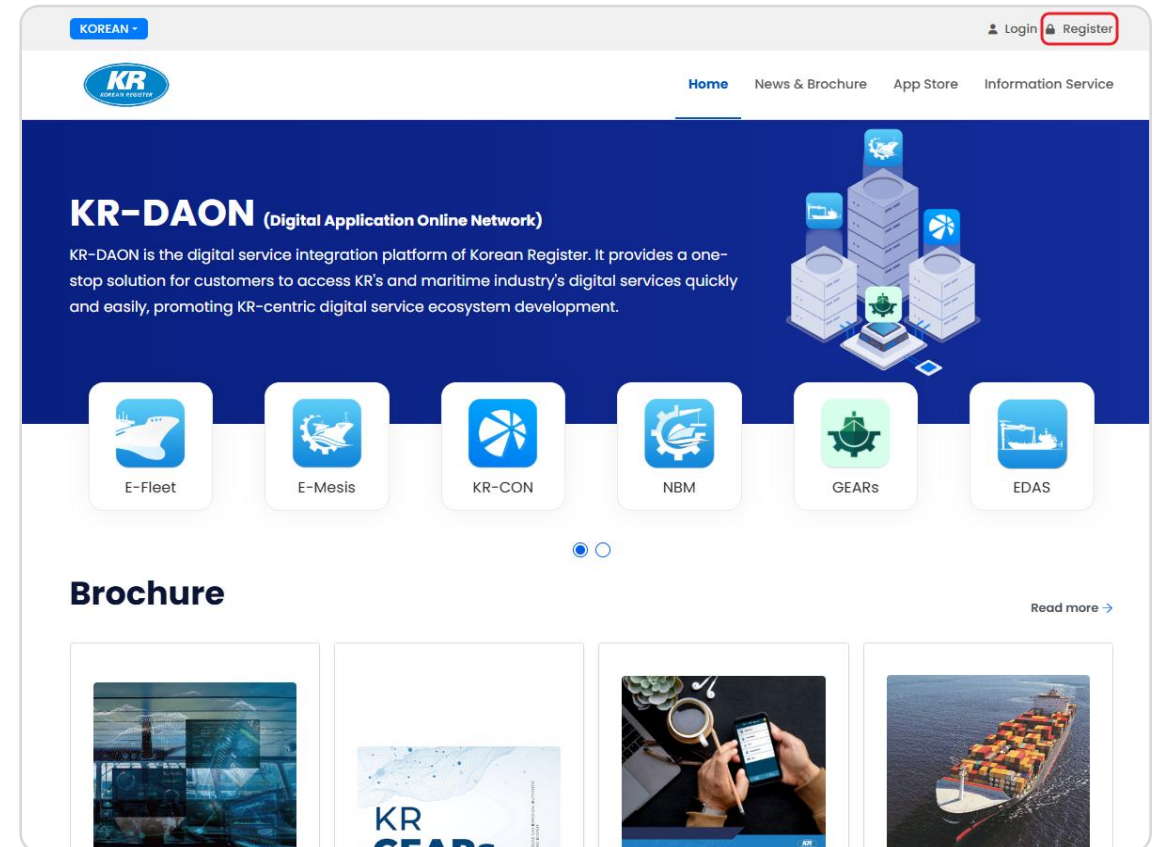 KOREAN
Login
Register
KR
KOREAN REGISTER
Home
News & Brochure
App Store
Information Service
KR-DAON (Digital Application Online Network)
KR-DAON is the digital service integration platform of Korean Register. It provides a one-
stop solution for customers to access KR's and maritime industry's digital services quickly
and easily, promoting KR-centric digital service ecosystem development.
E-Fleet
E-Mesis
KR-CON
NBM
GEARs
EDAS
Brochure
Read more
KR
GEARs
KR